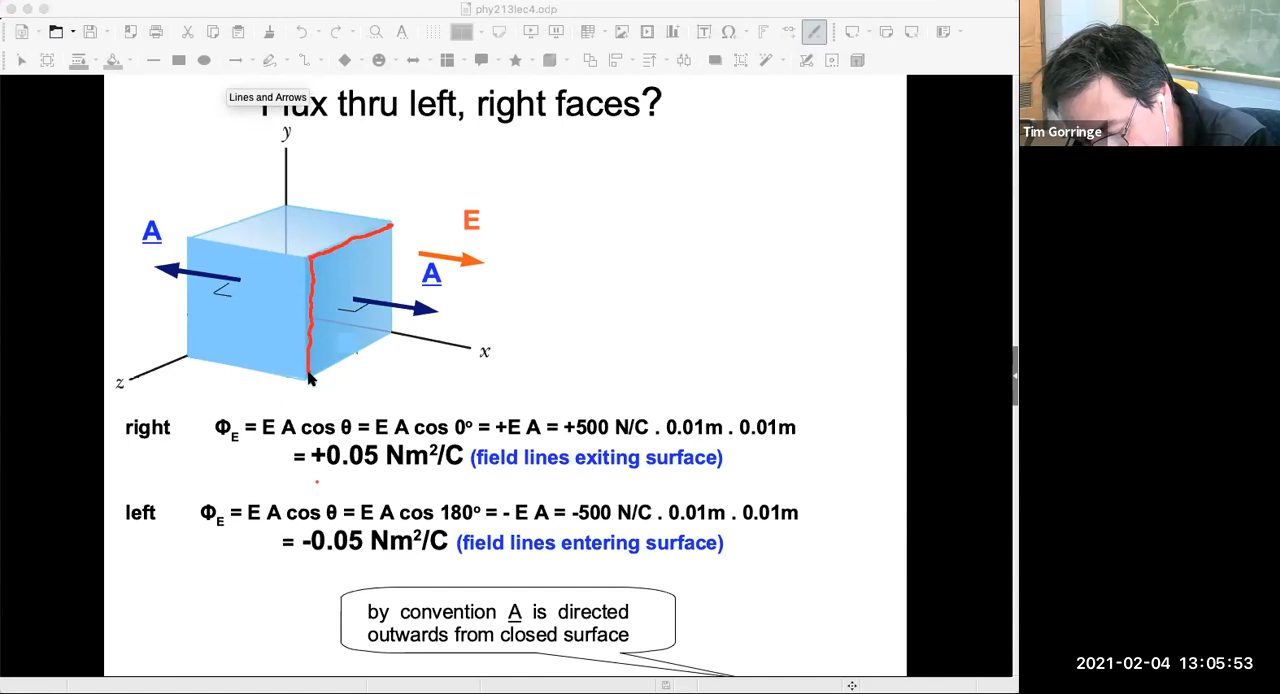 phy213lec4.odp
Lines and Arrows
Flux thru left, right faces?
y
A
E
A
x
z
right Φ_E = E A cos θ = E A cos 0º = +E A = +500 N/C . 0.01m . 0.01m
= +0.05 Nm²/C (field lines exiting surface)
left Φ_E = E A cos θ = E A cos 180º = - E A = -500 N/C . 0.01m . 0.01m
= -0.05 Nm²/C (field lines entering surface)
by convention A is directed
outwards from closed surface
Tim Gorringe
2021-02-04 13:05:53